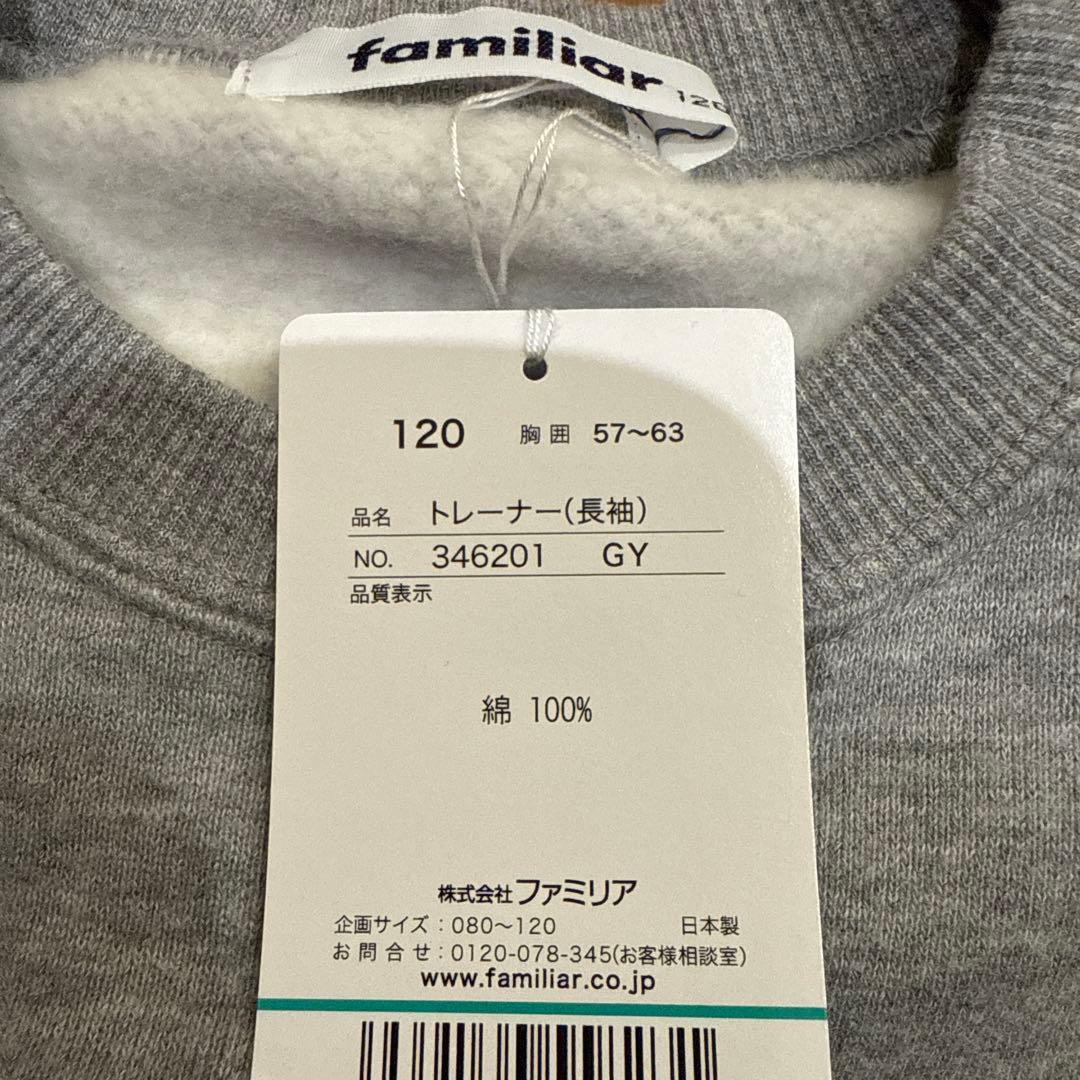 familiar
120
120 胸囲 57〜63
品名 トレーナー(長袖)
NO. 346201 GY
品質表示
綿 100%
株式会社ファミリア
企画サイズ：080〜120 日本製
お問合せ：0120-078-345(お客様相談室)
www.familiar.co.jp